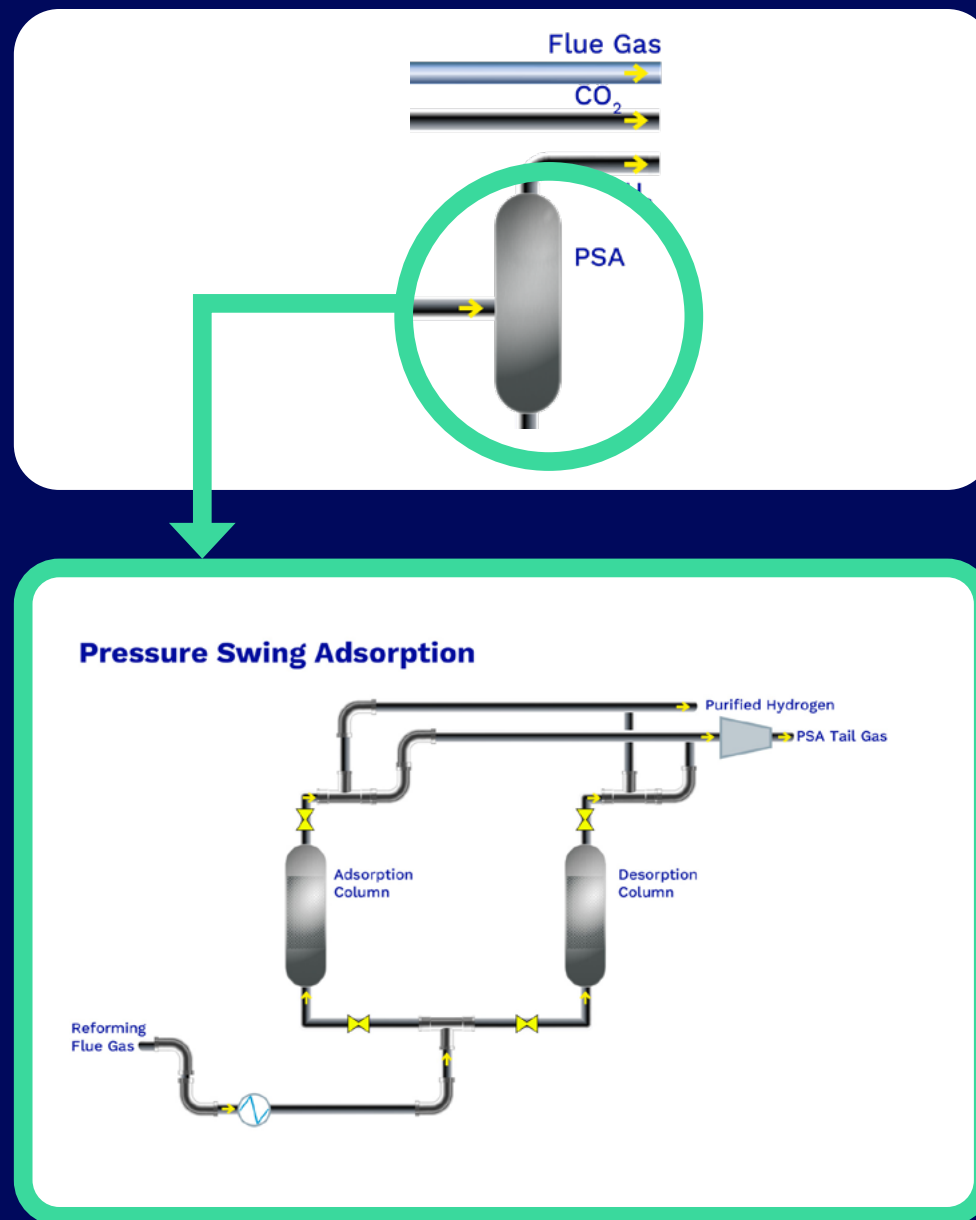 Flue Gas
CO₂
PSA
Pressure Swing Adsorption
Purified Hydrogen
PSA Tail Gas
Adsorption
Column
Desorption
Column
Reforming
Flue Gas